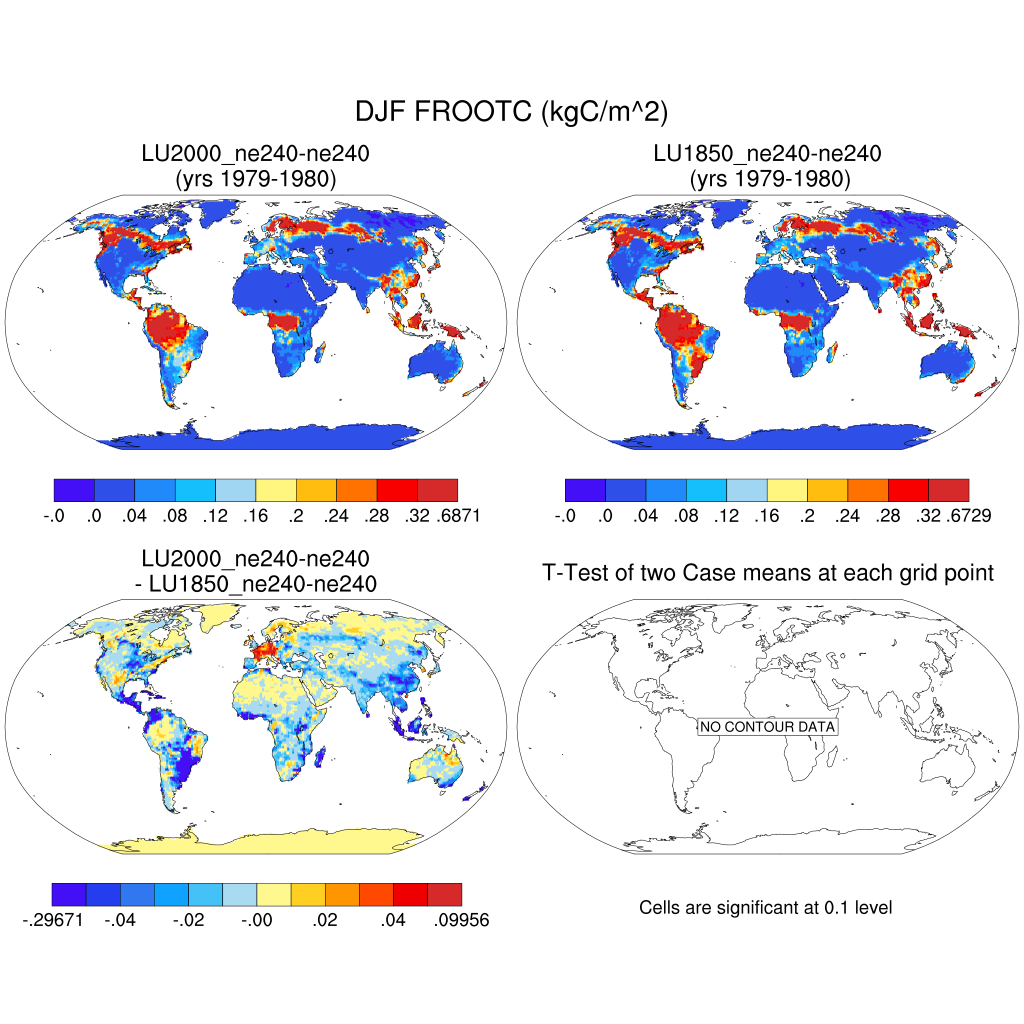 DJF FROOTC (kgC/m^2)
LU2000_ne240-ne240
(yrs 1979-1980)
LU1850_ne240-ne240
(yrs 1979-1980)
-.0 .0 .04 .08 .12 .16 .2 .24 .28 .32 .6871
-.0 .0 .04 .08 .12 .16 .2 .24 .28 .32 .6729
LU2000_ne240-ne240
- LU1850_ne240-ne240
T-Test of two Case means at each grid point
NO CONTOUR DATA
-.29671 -.04 -.02 -.00 .02 .04 .09956
Cells are significant at 0.1 level